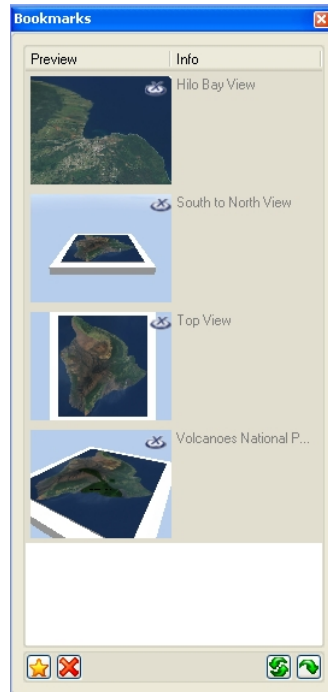 Bookmarks
Preview Info
Hilo Bay View
South to North View
Top View
Volcanoes National P...